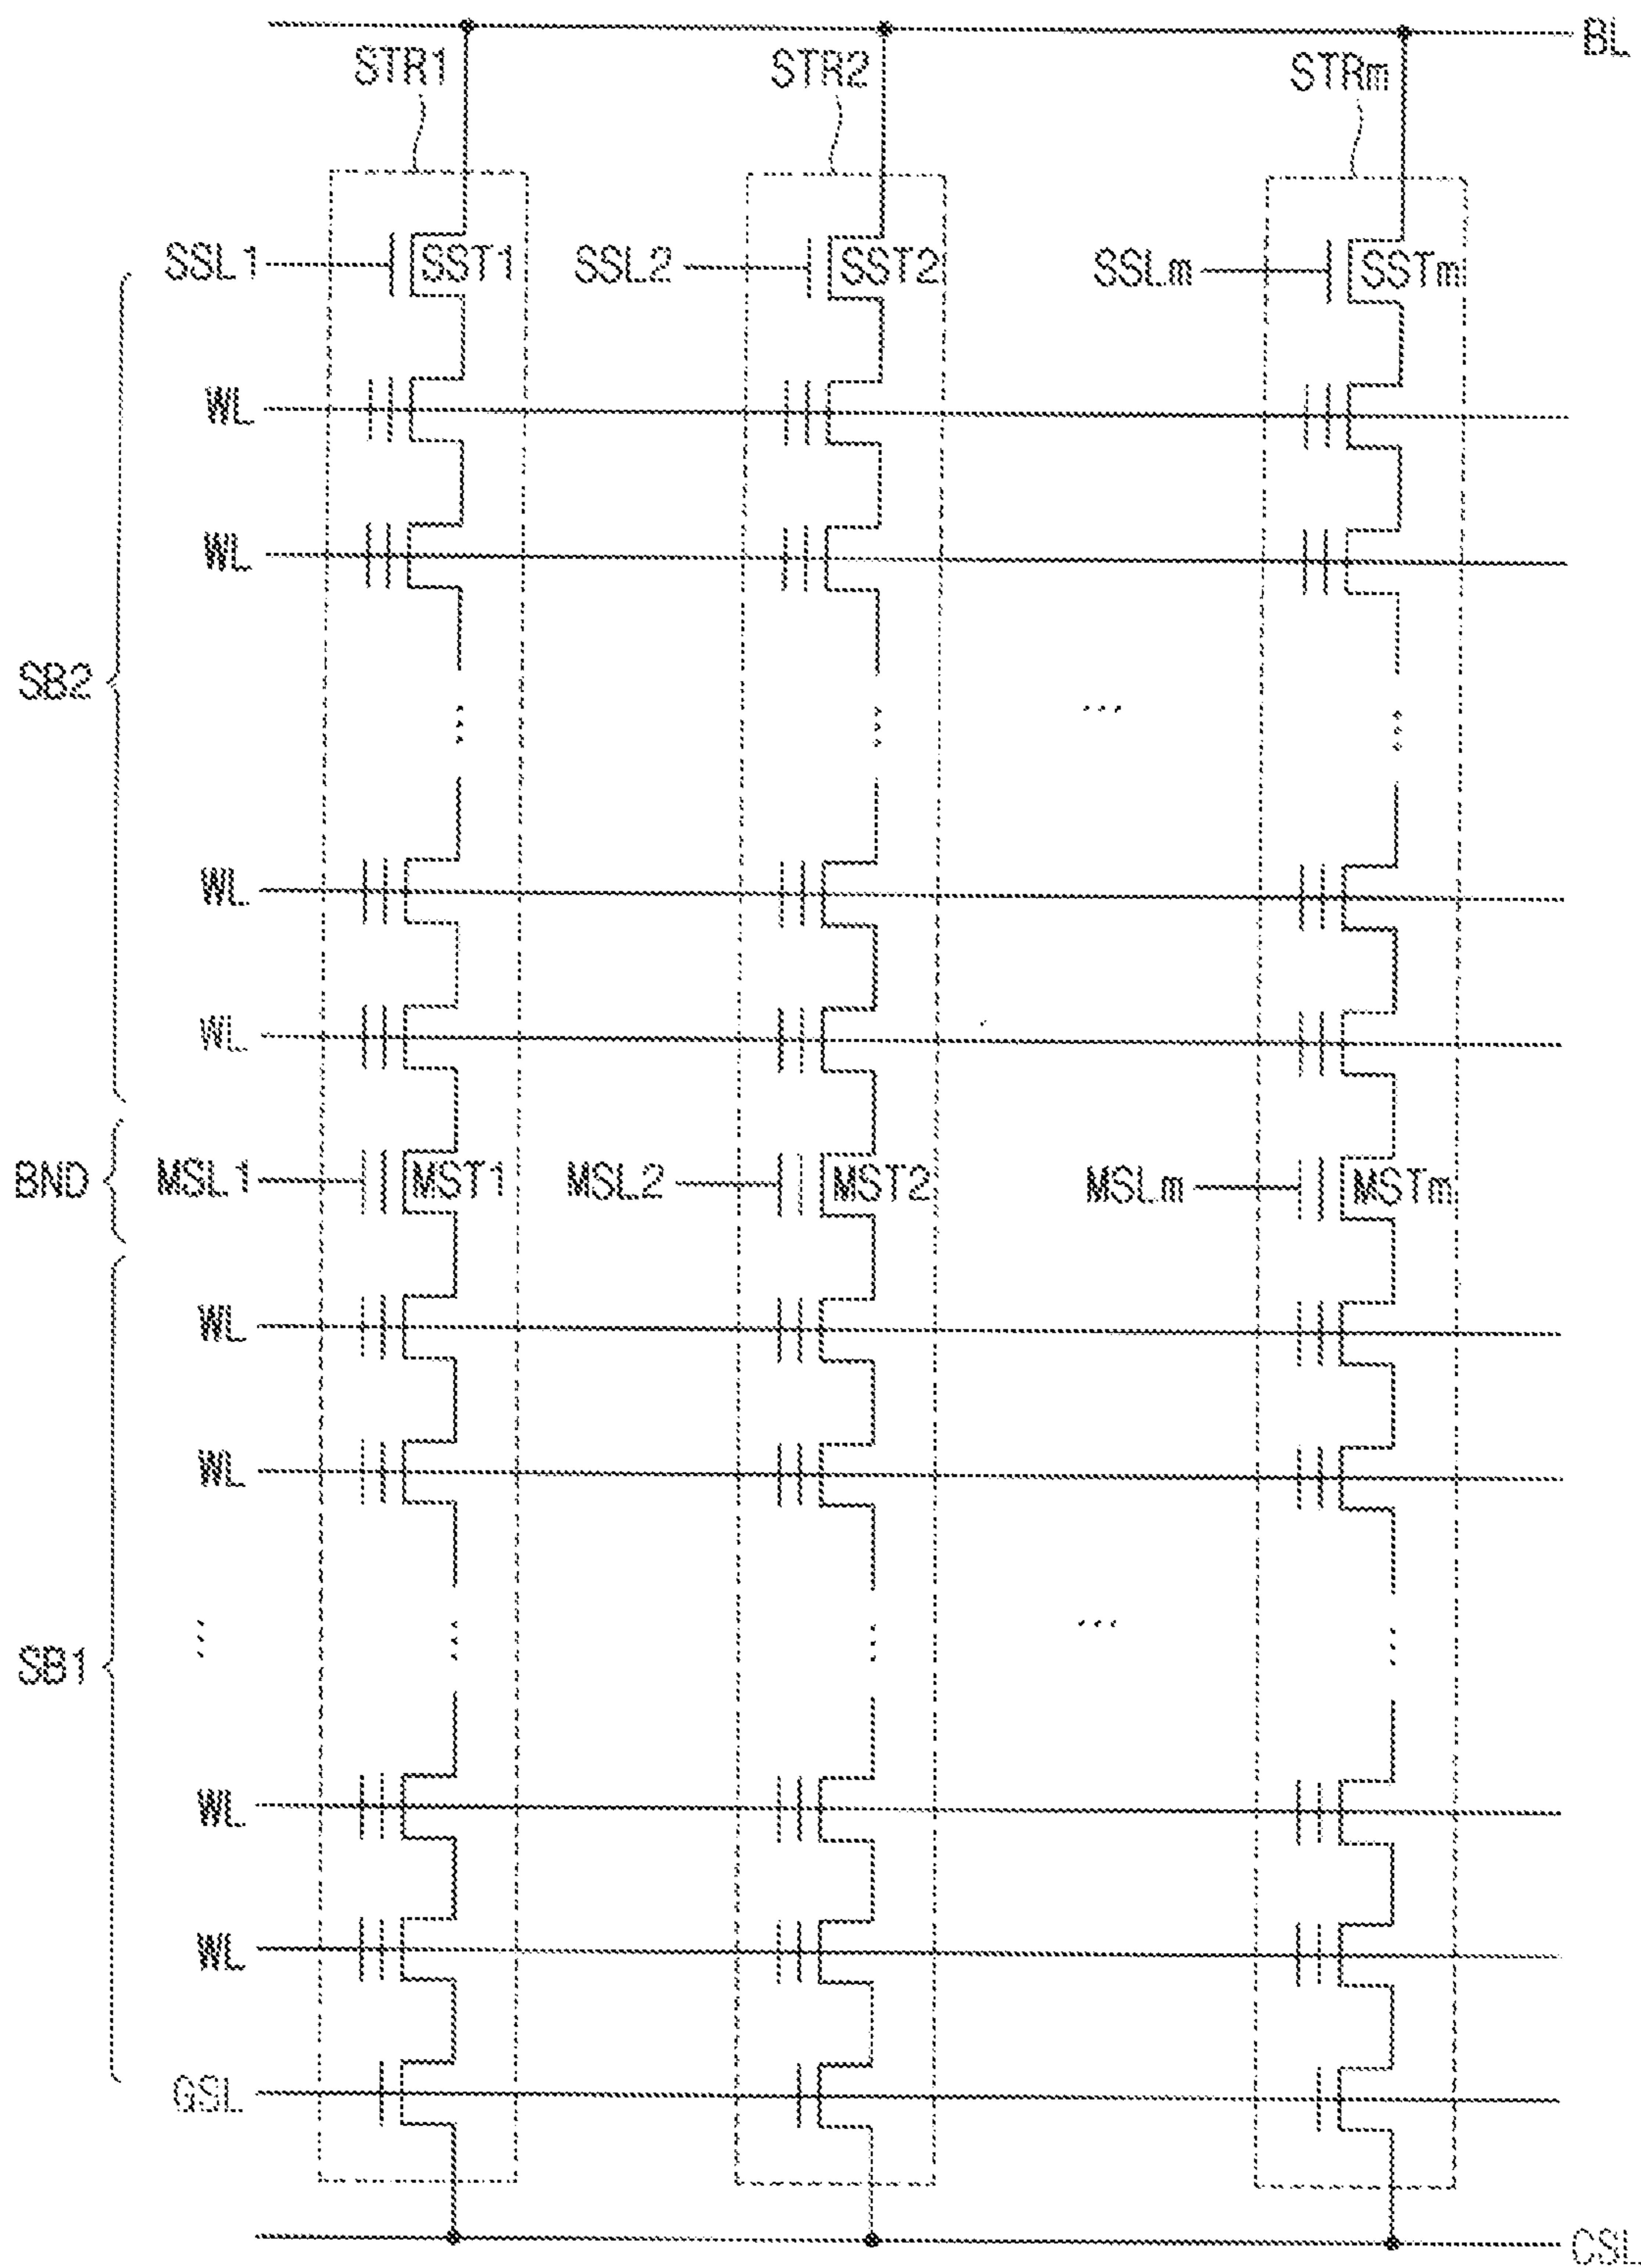 BL
STR1 STR2 STRm
SSL1 SST1 SSL2 SST2 SSLm SSTm
WL
WL
SB2
WL
WL
BND MSL1 MST1 MSL2 MST2 MSLm MSTm
WL
WL
SB1
WL
WL
GSL
CSL